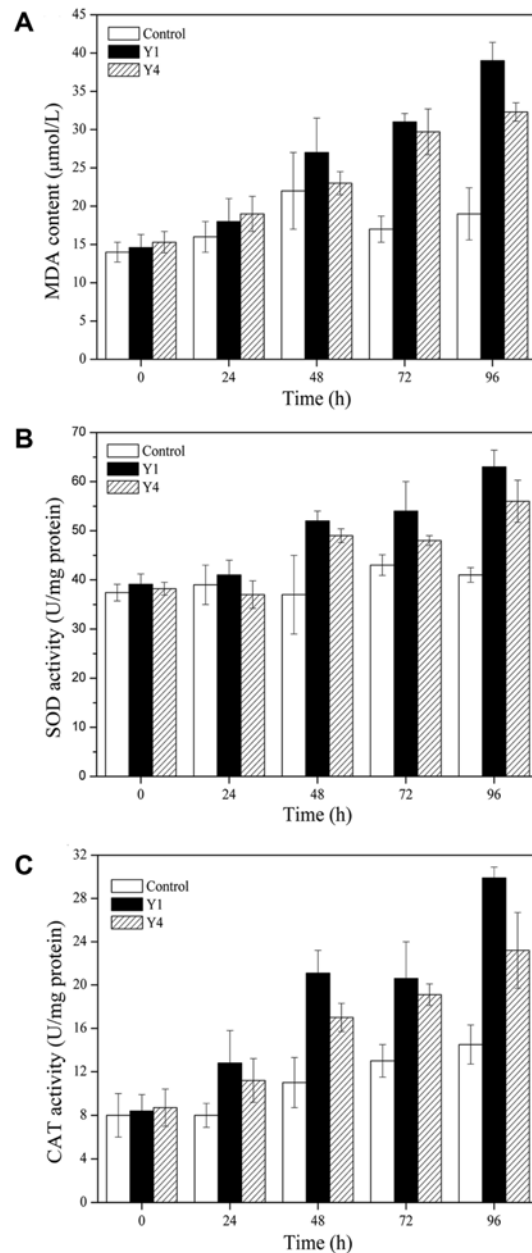 A
Control
Y1
Y4
MDA content (μmol/L)
45
40
35
30
25
20
15
10
5
0
0 24 48 72 96
Time (h)
B
Control
Y1
Y4
SOD activity (U/mg protein)
70
60
50
40
30
20
10
0
0 24 48 72 96
Time (h)
C
Control
Y1
Y4
CAT activity (U/mg protein)
32
28
24
20
16
12
8
4
0
0 24 48 72 96
Time (h)